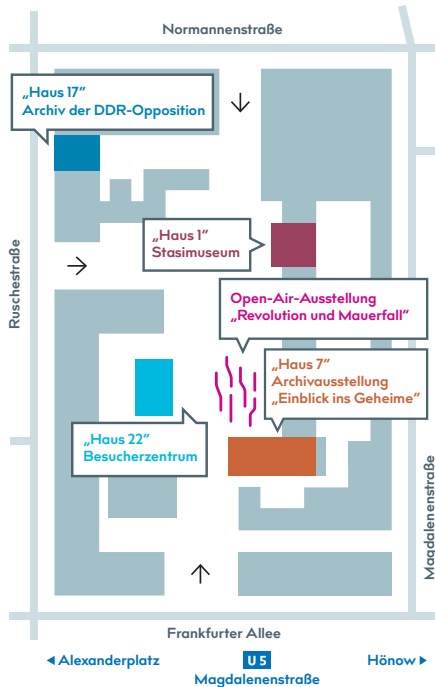 Normannenstraße
„Haus 17”
Archiv der DDR-Opposition
„Haus 1”
Stasimuseum
Ruschestraße
Open-Air-Ausstellung
„Revolution und Mauerfall”
„Haus 7”
Archivausstellung
„Einblick ins Geheime”
„Haus 22”
Besucherzentrum
Magdalenenstraße
Frankfurter Allee
Alexanderplatz
U 5
Hönow
Magdalenenstraße